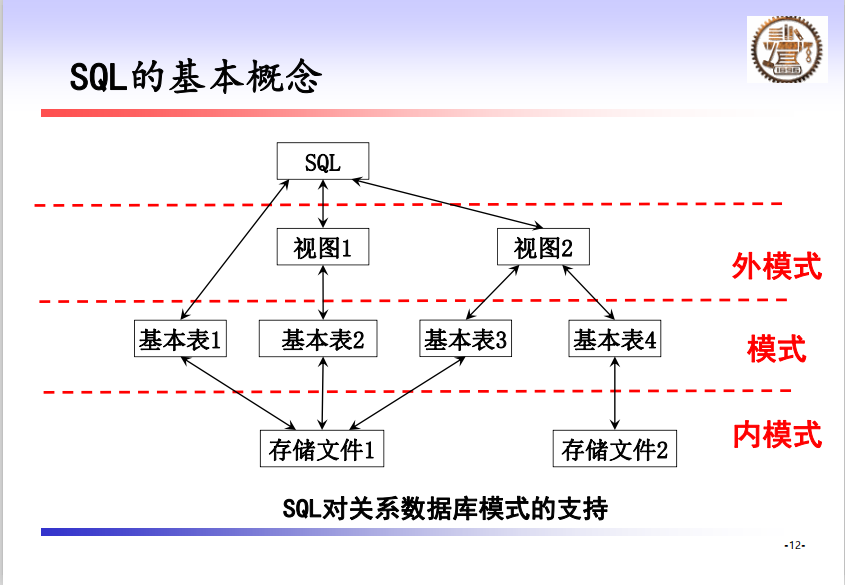 SQL的基本概念
1896
SQL
视图1 视图2
外模式
基本表1 基本表2 基本表3 基本表4
模式
内模式
存储文件1 存储文件2
SQL对关系数据库模式的支持
-12-